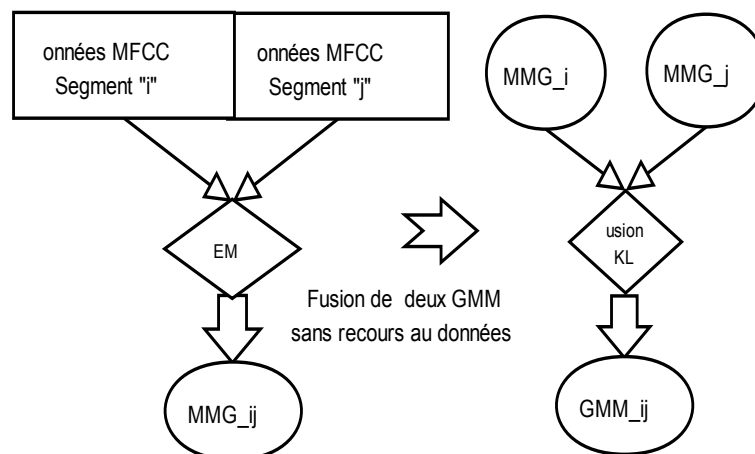 onnées MFCC
Segment "i"
onnées MFCC
Segment "j"
EM
MMG_ij
Fusion de deux GMM
sans recours au données
MMG_i
MMG_j
usion
KL
GMM_ij